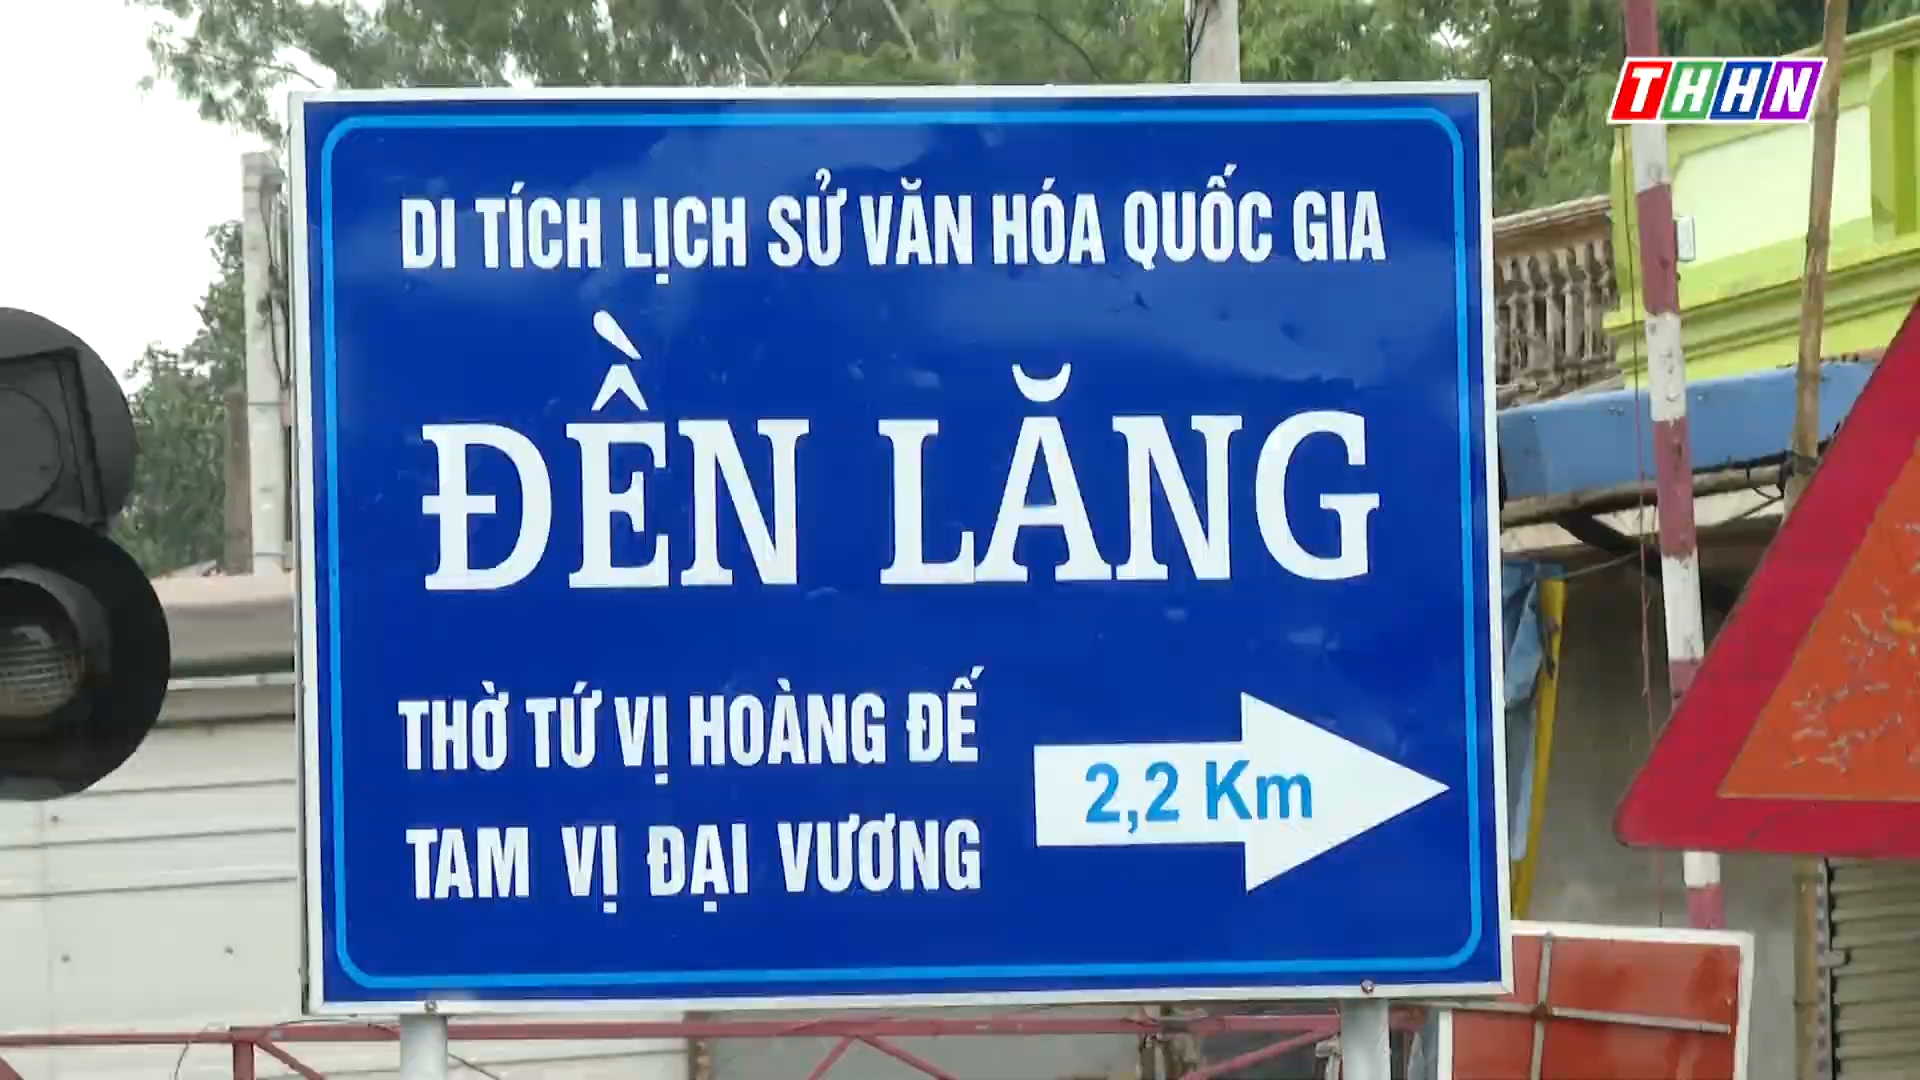 THHN
DI TÍCH LỊCH SỬ VĂN HÓA QUỐC GIA
ĐỀN LĂNG
THỜ TỨ VỊ HOÀNG ĐẾ
TAM VỊ ĐẠI VƯƠNG
2,2 Km